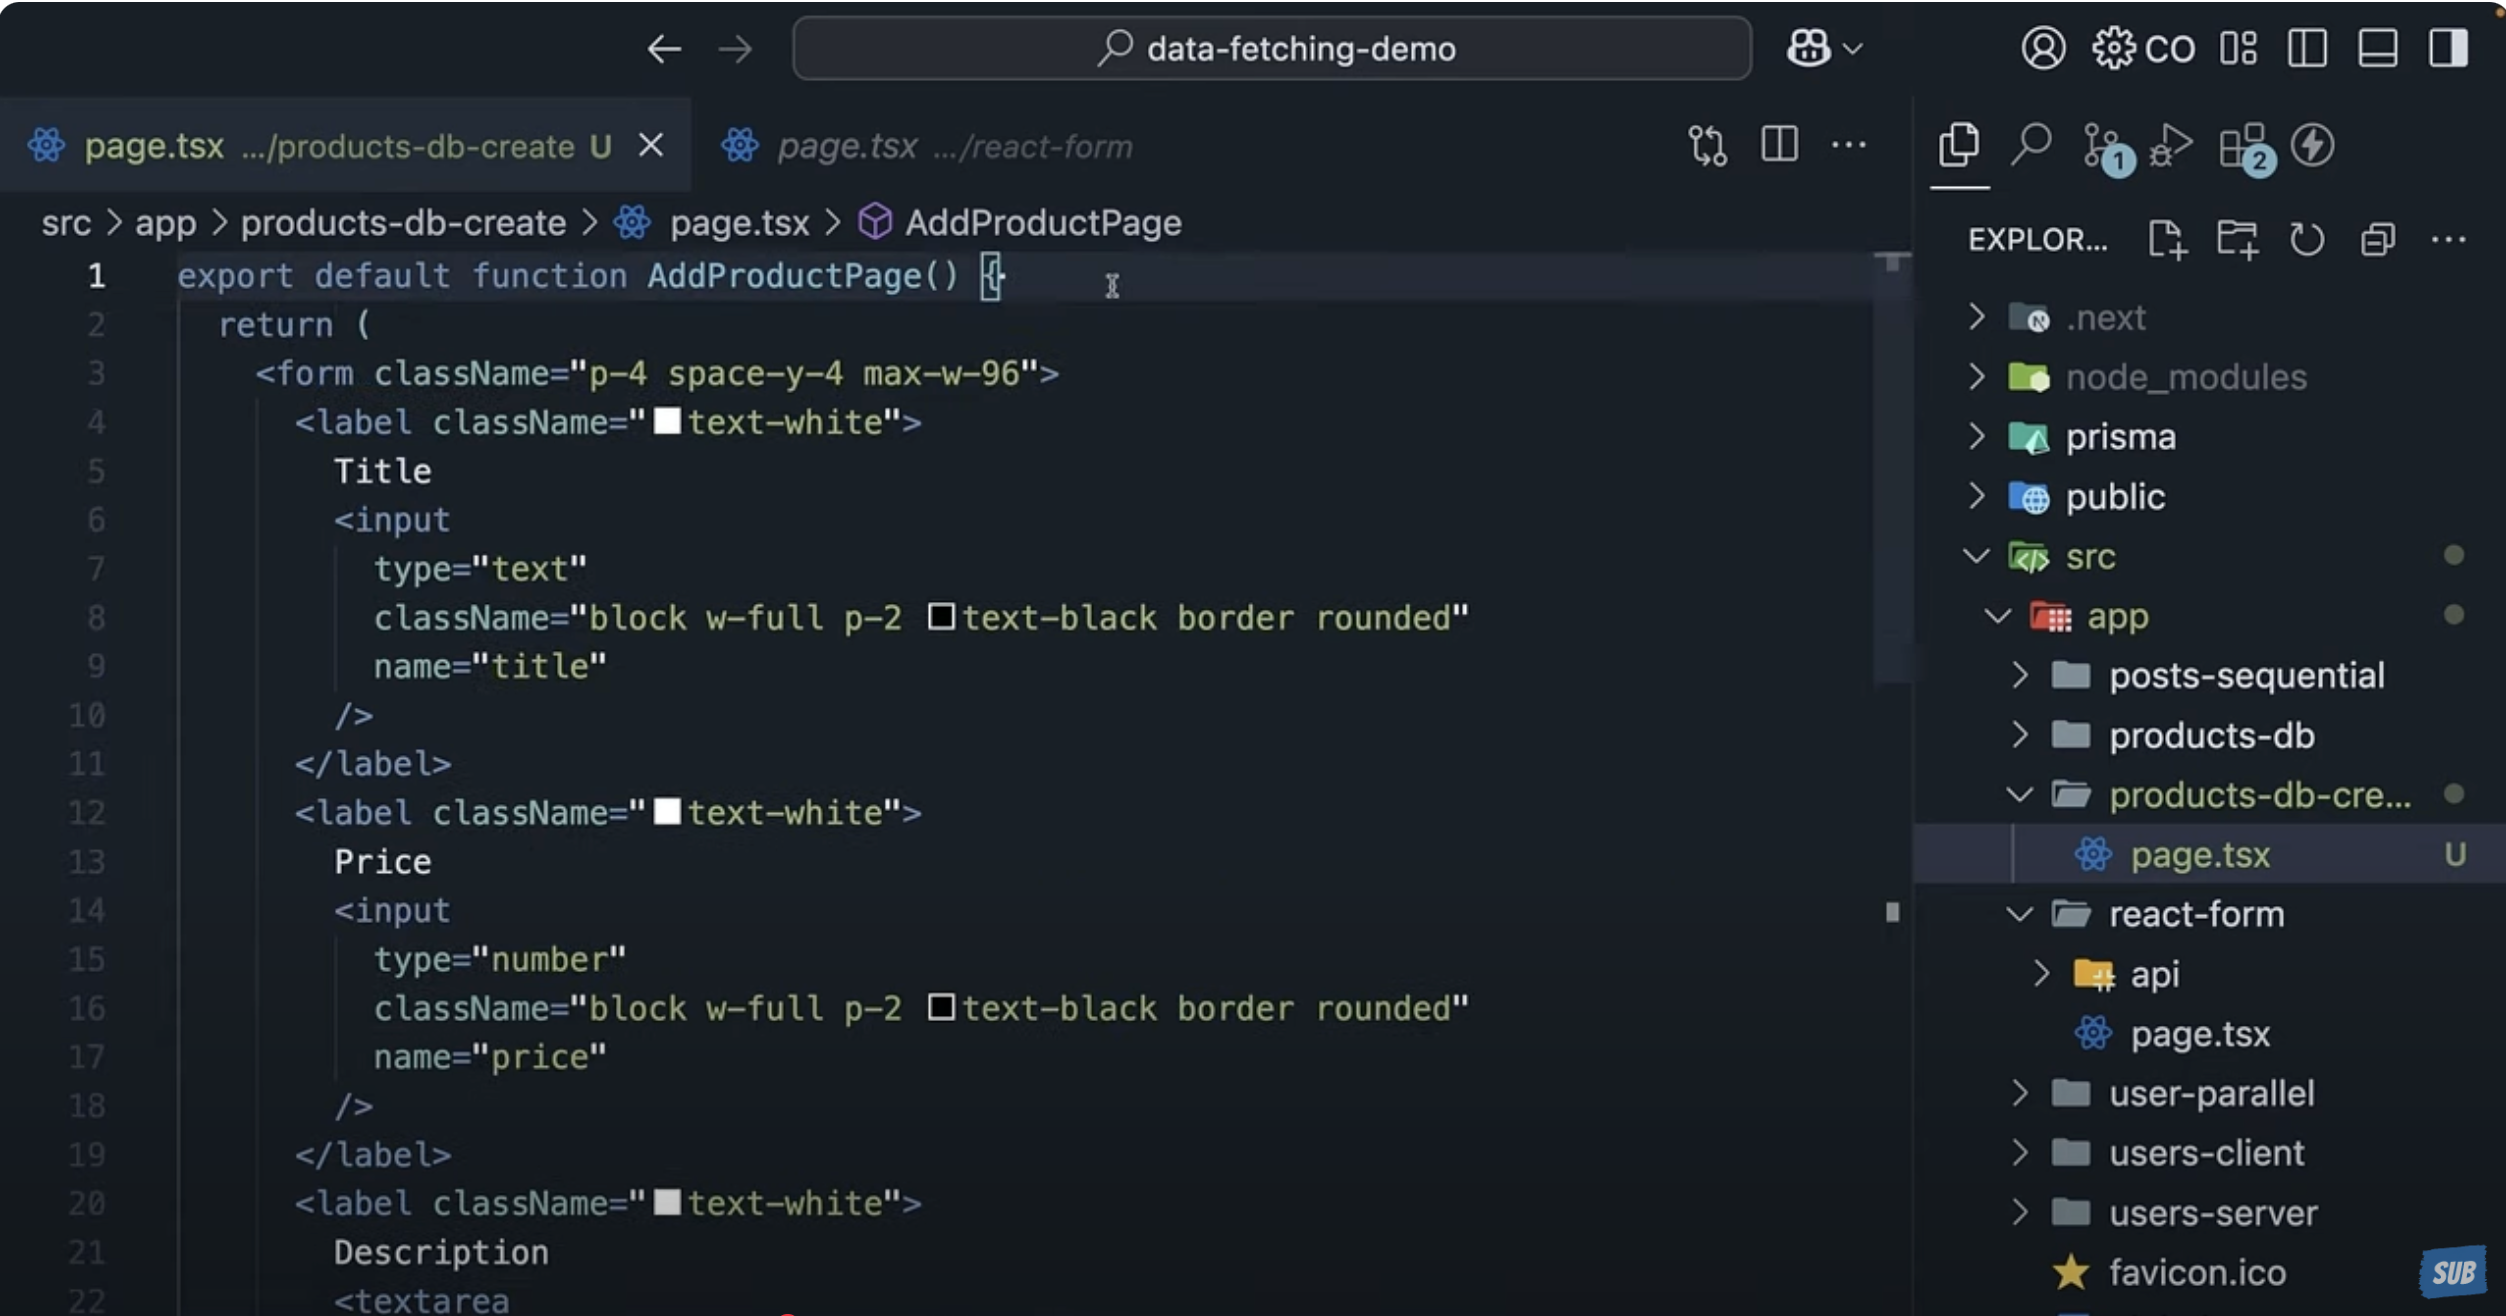 data-fetching-demo
CO
page.tsx .../products-db-create U
page.tsx .../react-form
1
2
src > app > products-db-create > page.tsx > AddProductPage
EXPLOR...
1 export default function AddProductPage() {
2 return (
3 <form className="p-4 space-y-4 max-w-96">
4 <label className="text-white">
5 Title
6 <input
7 type="text"
8 className="block w-full p-2 text-black border rounded"
9 name="title"
10 />
11 </label>
12 <label className="text-white">
13 Price
14 <input
15 type="number"
16 className="block w-full p-2 text-black border rounded"
17 name="price"
18 />
19 </label>
20 <label className="text-white">
21 Description
22 <textarea
.next
node_modules
prisma
public
src
app
posts-sequential
products-db
products-db-cre...
page.tsx U
react-form
api
page.tsx
user-parallel
users-client
users-server
favicon.ico
SUB